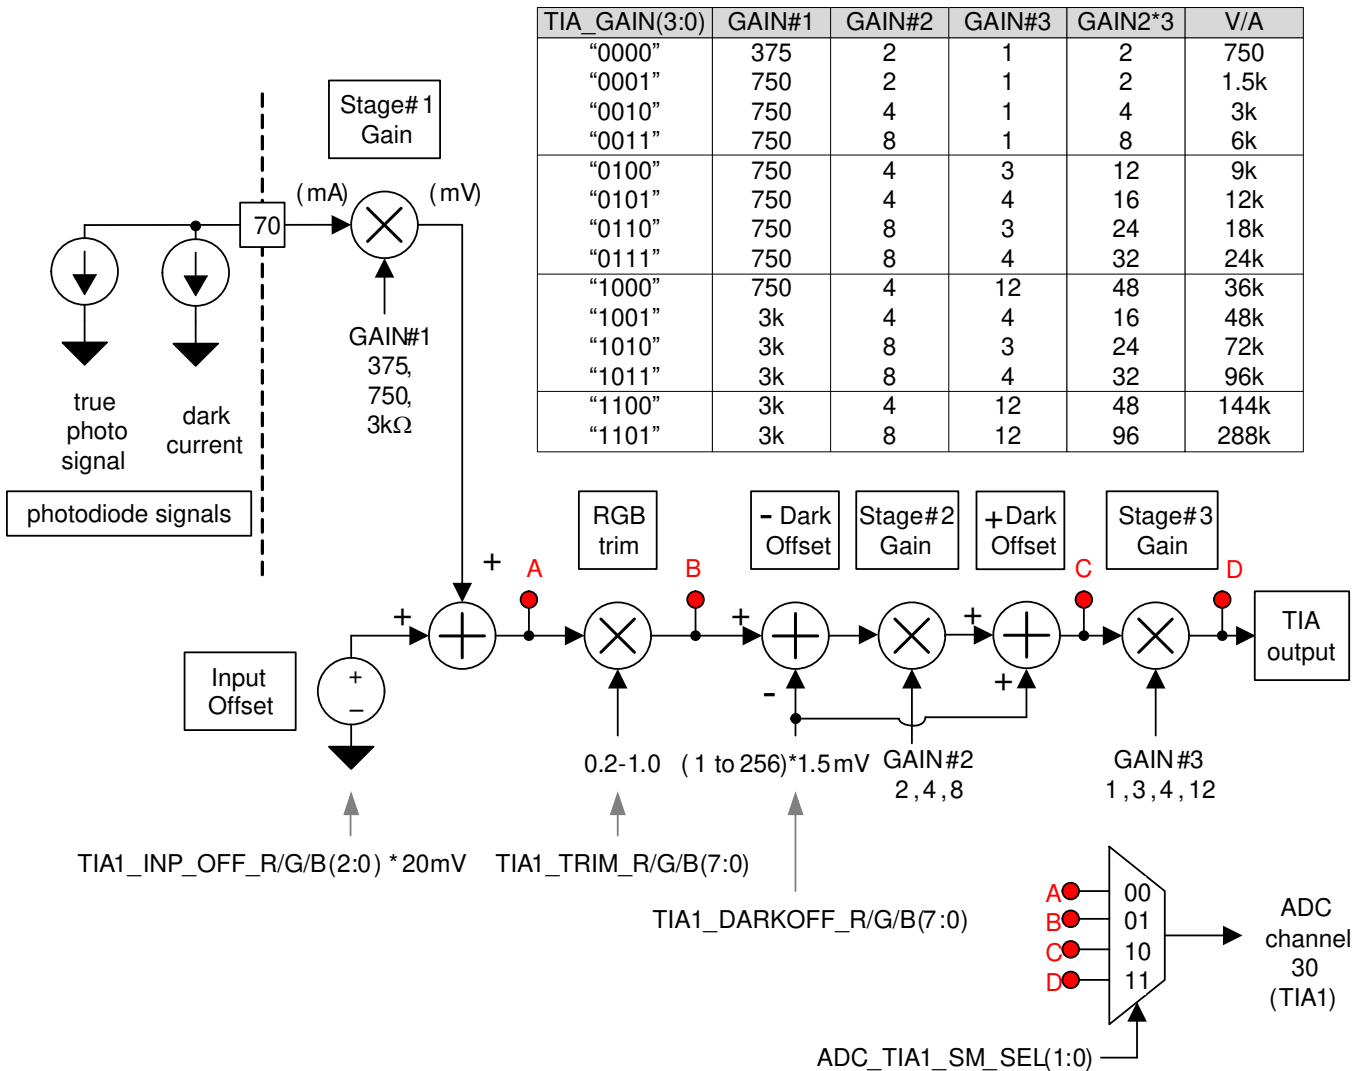 TIA_GAIN(3:0) GAIN#1 GAIN#2 GAIN#3 GAIN2*3 V/A
“0000” 375 2 1 2 750
“0001” 750 2 1 2 1.5k
“0010” 750 4 1 4 3k
“0011” 750 8 1 8 6k
“0100” 750 4 3 12 9k
“0101” 750 4 4 16 12k
“0110” 750 8 3 24 18k
“0111” 750 8 4 32 24k
“1000” 750 4 12 48 36k
“1001” 3k 4 4 16 48k
“1010” 3k 8 3 24 72k
“1011” 3k 8 4 32 96k
“1100” 3k 4 12 48 144k
“1101” 3k 8 12 96 288k
Stage#1
Gain
(mA)
(mV)
70
GAIN#1
375,
750,
3kΩ
true
photo
signal
dark
current
photodiode signals
RGB
trim
- Dark
Offset
Stage#2
Gain
+Dark
Offset
Stage#3
Gain
+
A
B
C
D
+
+
+
+
-
TIA
output
Input
Offset
+
−
0.2-1.0
(1 to 256)*1.5mV
GAIN#2
2,4,8
GAIN#3
1,3,4,12
TIA1_INP_OFF_R/G/B(2:0) *20mV
TIA1_TRIM_R/G/B(7:0)
TIA1_DARKOFF_R/G/B(7:0)
A 00
B 01
C 10
D 11
ADC
channel
30
(TIA1)
ADC_TIA1_SM_SEL(1:0)